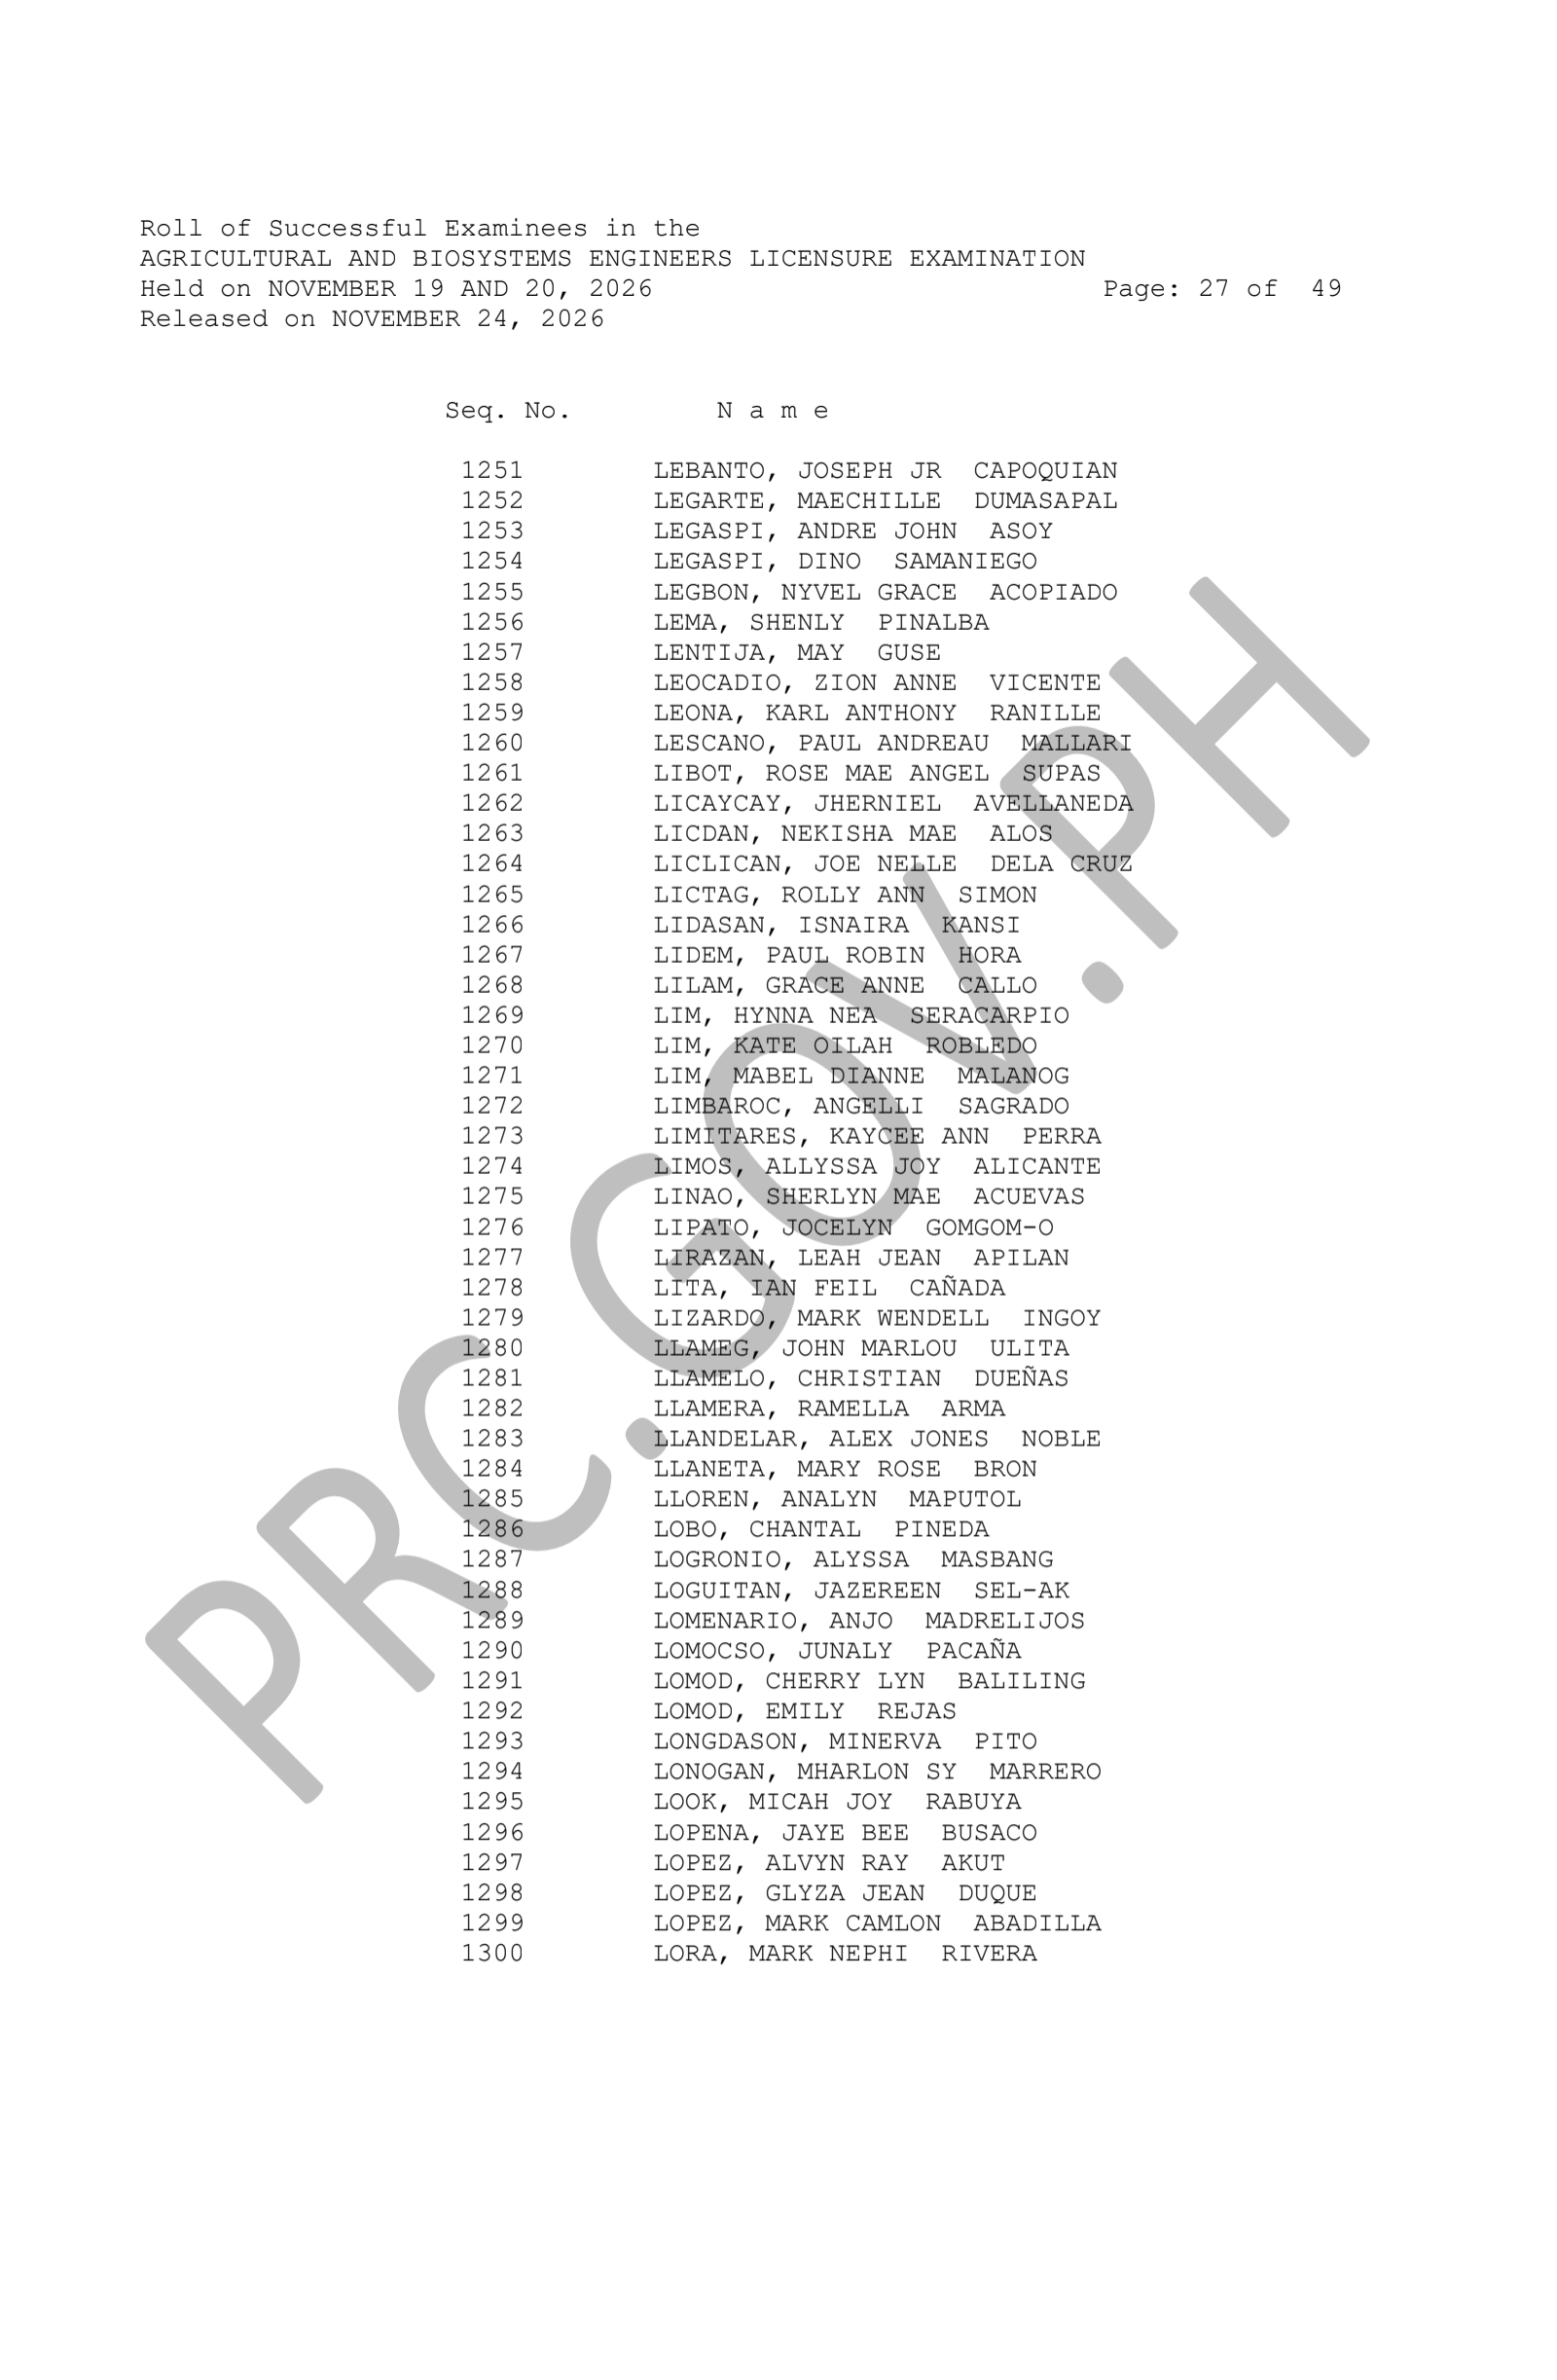 Roll of Successful Examinees in the
AGRICULTURAL AND BIOSYSTEMS ENGINEERS LICENSURE EXAMINATION
Held on NOVEMBER 19 AND 20, 2026 Page: 27 of 49
Released on NOVEMBER 24, 2026
Seq. No. N a m e
1251 LEBANTO, JOSEPH JR CAPOQUIAN
1252 LEGARTE, MAECHILLE DUMASAPAL
1253 LEGASPI, ANDRE JOHN ASOY
1254 LEGASPI, DINO SAMANIEGO
1255 LEGBON, NYVEL GRACE ACOPIADO
1256 LEMA, SHENLY PINALBA
1257 LENTIJA, MAY GUSE
1258 LEOCADIO, ZION ANNE VICENTE
1259 LEONA, KARL ANTHONY RANILLE
1260 LESCANO, PAUL ANDREAU MALLARI
1261 LIBOT, ROSE MAE ANGEL SUPAS
1262 LICAYCAY, JHERNIEL AVELLANEDA
1263 LICDAN, NEKISHA MAE ALOS
1264 LICLICAN, JOE NELLE DELA CRUZ
1265 LICTAG, ROLLY ANN SIMON
1266 LIDASAN, ISNAIRA KANSI
1267 LIDEM, PAUL ROBIN HORA
1268 LILAM, GRACE ANNE CALLO
1269 LIM, HYNNA NEA SERACARPIO
1270 LIM, KATE OILAH ROBLEDO
1271 LIM, MABEL DIANNE MALANOG
1272 LIMBAROC, ANGELLI SAGRADO
1273 LIMITARES, KAYCEE ANN PERRA
1274 LIMOS, ALLYSSA JOY ALICANTE
1275 LINAO, SHERLYN MAE ACUEVAS
1276 LIPATO, JOCELYN GOMGOM-O
1277 LIRAZAN, LEAH JEAN APILAN
1278 LITA, IAN FEIL CAÑADA
1279 LIZARDO, MARK WENDELL INGOY
1280 LLAMEG, JOHN MARLOU ULITA
1281 LLAMELO, CHRISTIAN DUEÑAS
1282 LLAMERA, RAMELLA ARMA
1283 LLANDELAR, ALEX JONES NOBLE
1284 LLANETA, MARY ROSE BRON
1285 LLOREN, ANALYN MAPUTOL
1286 LOBO, CHANTAL PINEDA
1287 LOGRONIO, ALYSSA MASBANG
1288 LOGUITAN, JAZEREEN SEL-AK
1289 LOMENARIO, ANJO MADRELIJOS
1290 LOMOCSO, JUNALY PACAÑA
1291 LOMOD, CHERRY LYN BALILING
1292 LOMOD, EMILY REJAS
1293 LONGDASON, MINERVA PITO
1294 LONOGAN, MHARLON SY MARRERO
1295 LOOK, MICAH JOY RABUYA
1296 LOPENA, JAYE BEE BUSACO
1297 LOPEZ, ALVYN RAY AKUT
1298 LOPEZ, GLYZA JEAN DUQUE
1299 LOPEZ, MARK CAMLON ABADILLA
1300 LORA, MARK NEPHI RIVERA
PRC.GOV.PH